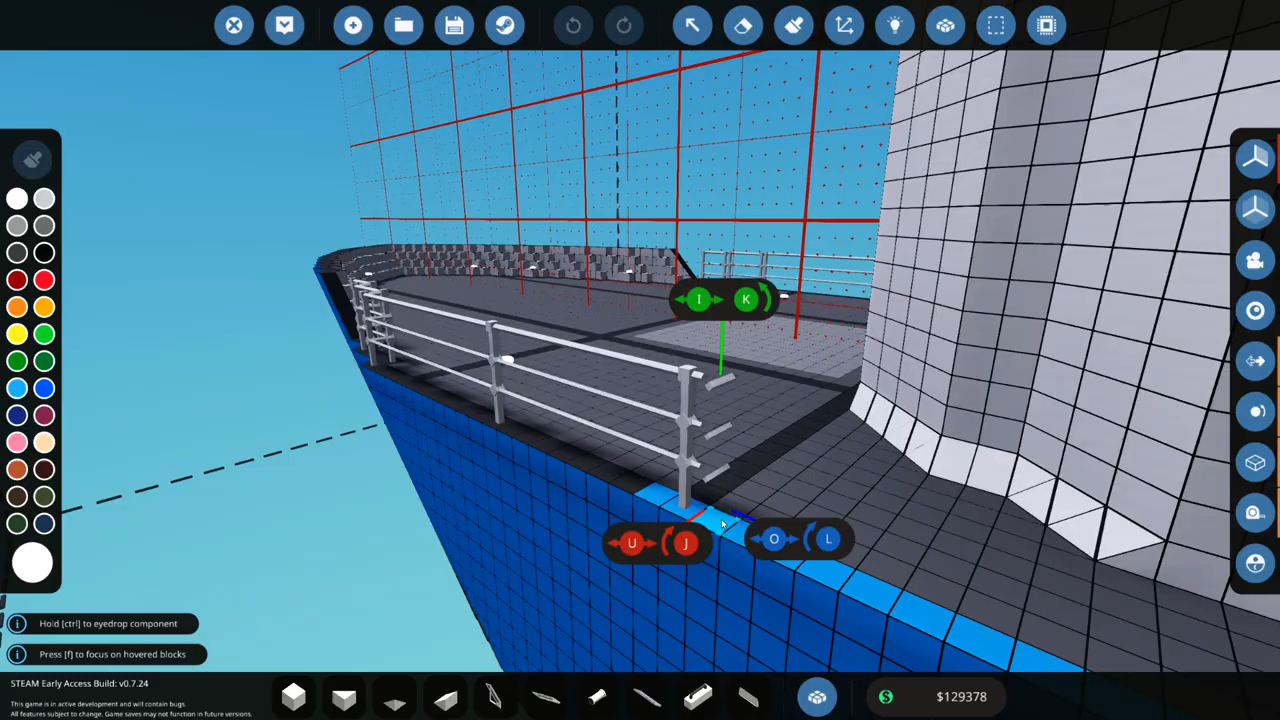 I
K
U
J
O
L
Hold [ctrl] to eyedrop component
Press [f] to focus on hovered blocks
STEAM Early Access Build: v0.7.24
This game is in active development and will contain bugs.
All features subject to change. Game saves may not function in future versions.
$129378